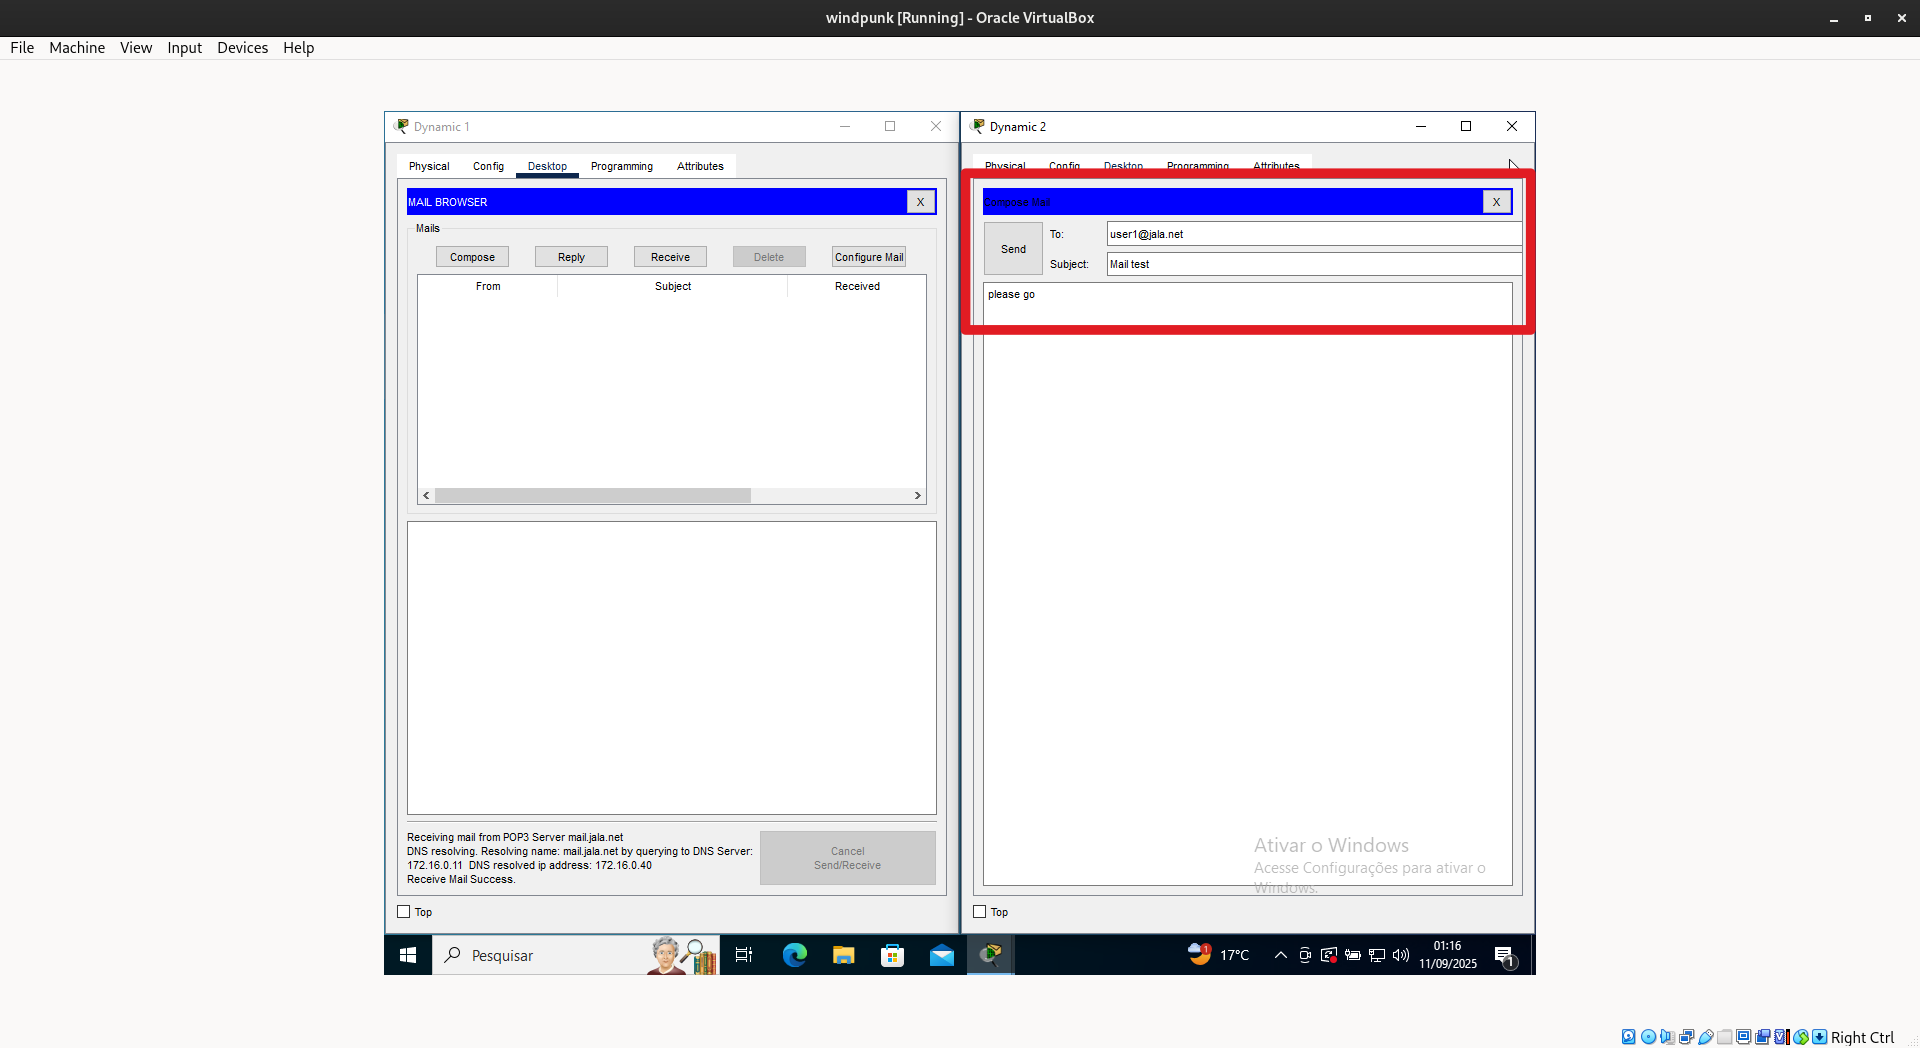 windpunk [Running] - Oracle VirtualBox
File Machine View Input Devices Help
Dynamic 1
Physical Config Desktop Programming Attributes
MAIL BROWSER X
Mails
Compose Reply Receive Delete Configure Mail
From Subject Received
Receiving mail from POP3 Server mail.jala.net
DNS resolving. Resolving name: mail.jala.net by querying to DNS Server:
172.16.0.11 DNS resolved ip address: 172.16.0.40
Receive Mail Success.
Cancel
Send/Receive
Top
Dynamic 2
Physical Config Desktop Programming Attributes
Compose Mail X
Send
To: user1@jala.net
Subject: Mail test
please go
Ativar o Windows
Acesse Configurações para ativar o
Windows.
Top
Pesquisar
1
17°C
01:16
11/09/2025
1
Right Ctrl